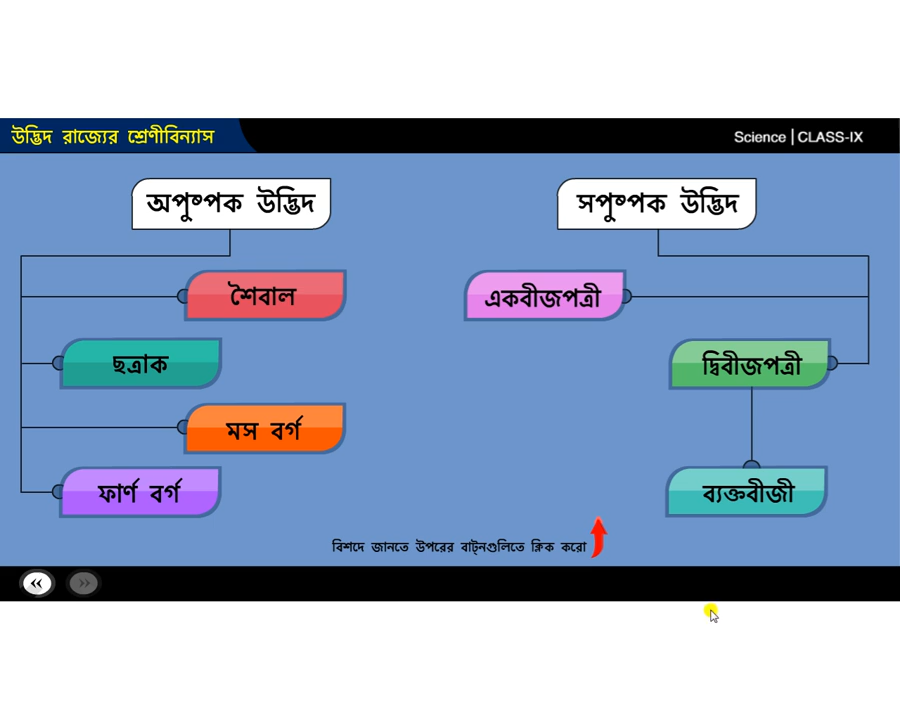 উদ্ভিদ রাজ্যের শ্রেণীবিন্যাস
Science | CLASS-IX
অপুষ্পক উদ্ভিদ
সপুষ্পক উদ্ভিদ
শৈবাল
একবীজপত্রী
ছত্রাক
দ্বিবীজপত্রী
মস বর্গ
ফার্ণ বর্গ
ব্যক্তবীজী
বিশদে জানতে উপরের বাট্‌নগুলিতে ক্লিক করো